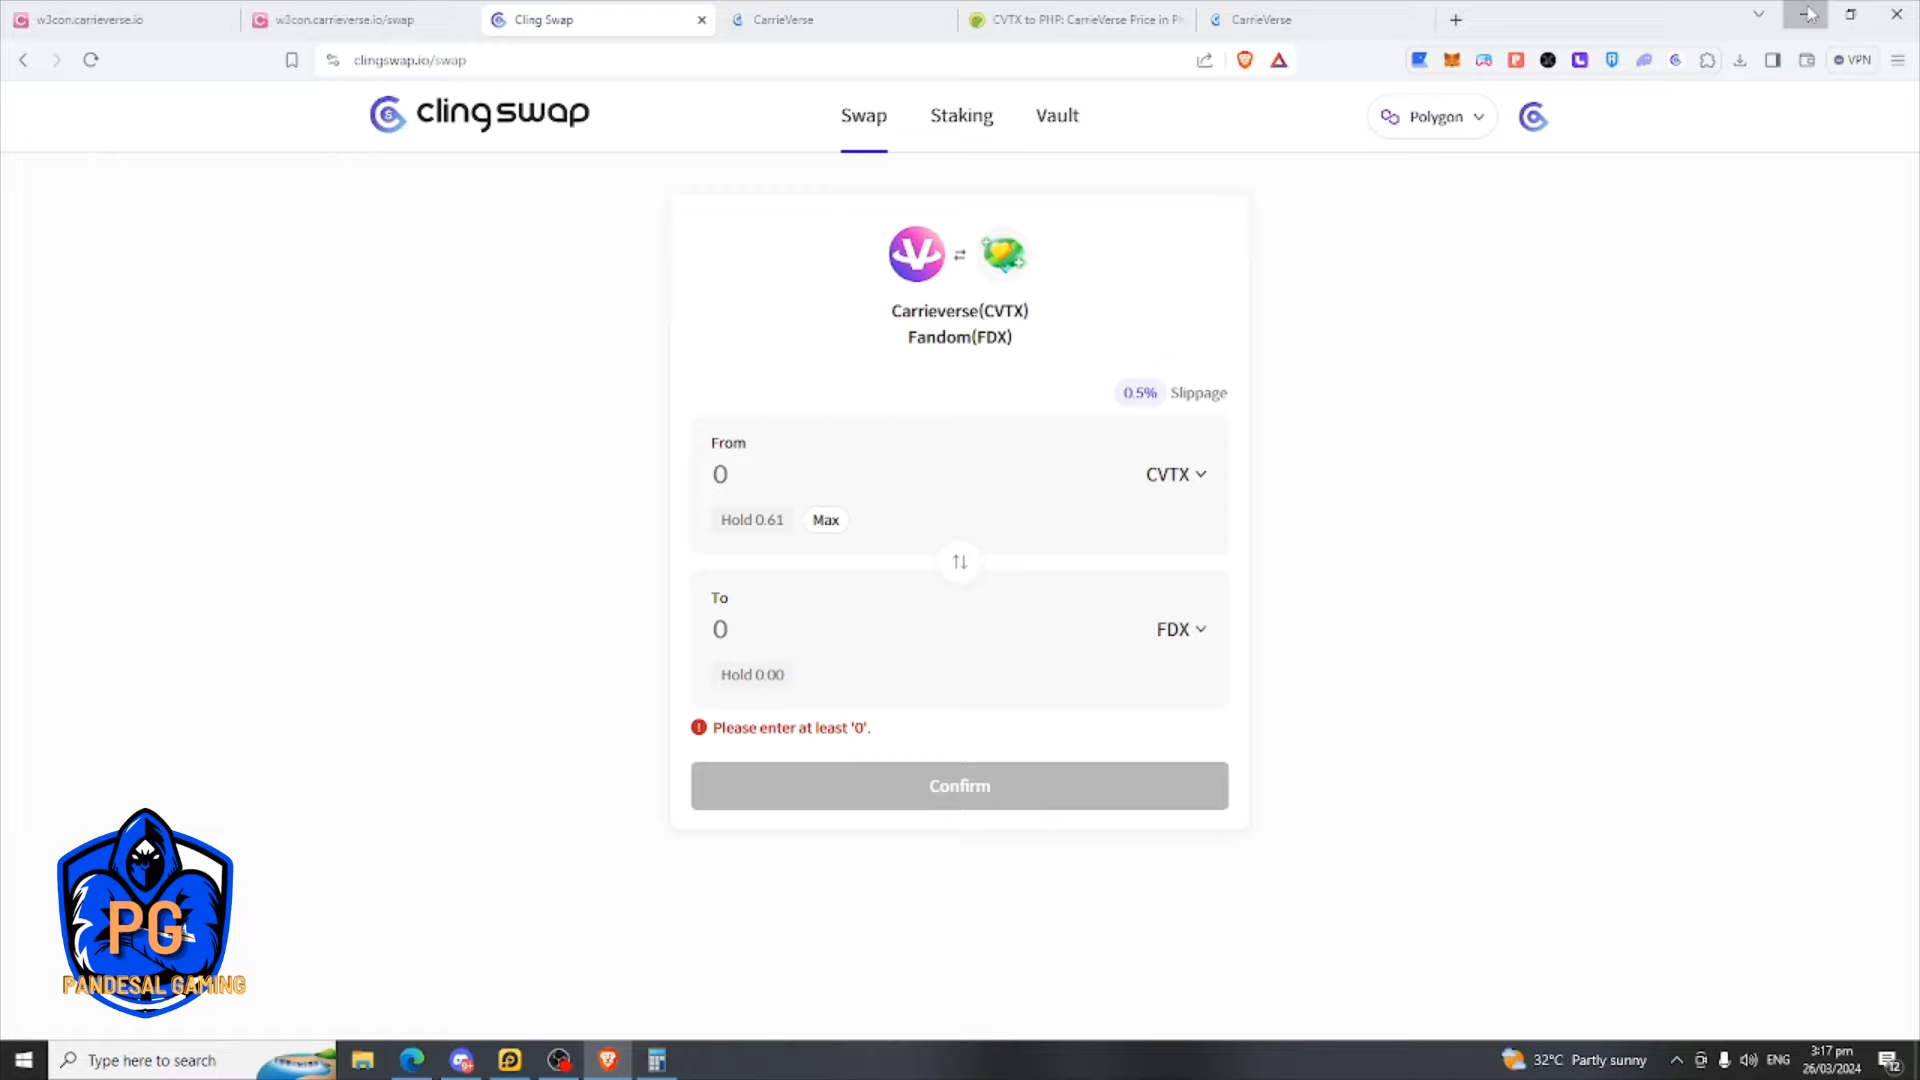 w3con.carrieverse.io
w3con.carrieverse.io/swap
Cling Swap
CarrieVerse
CVTX to PHP: CarrieVerse Price in Ph
CarrieVerse
clingswap.io/swap
VPN
cling swap
Swap
Staking
Vault
Polygon
Carrieverse(CVTX)
Fandom(FDX)
0.5% Slippage
From
0
CVTX
Hold 0.61
Max
To
0
FDX
Hold 0.00
Please enter at least '0'.
Confirm
PG
PANDESAL GAMING
Type here to search
32°C Partly sunny
ENG
3:17 pm
26/03/2024
12